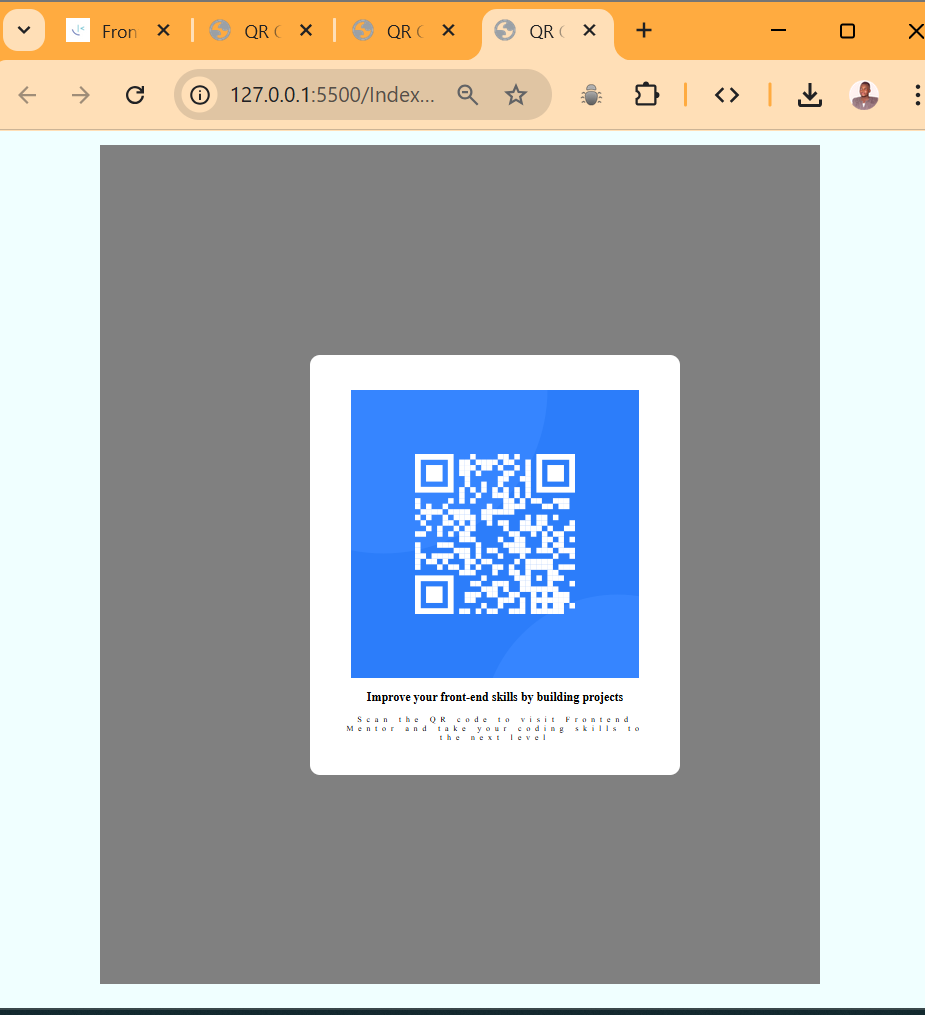 Fron
QR C
QR C
QR C
127.0.0.1:5500/Index...
Improve your front-end skills by building projects
Scan the QR code to visit Frontend
Mentor and take your coding skills to
the next level